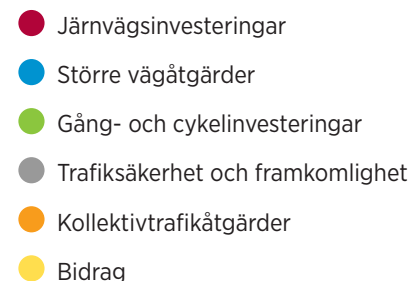 Järnvägsinvesteringar
Större vägåtgärder
Gång- och cykelinvesteringar
Trafiksäkerhet och framkomlighet
Kollektivtrafikåtgärder
Bidrag